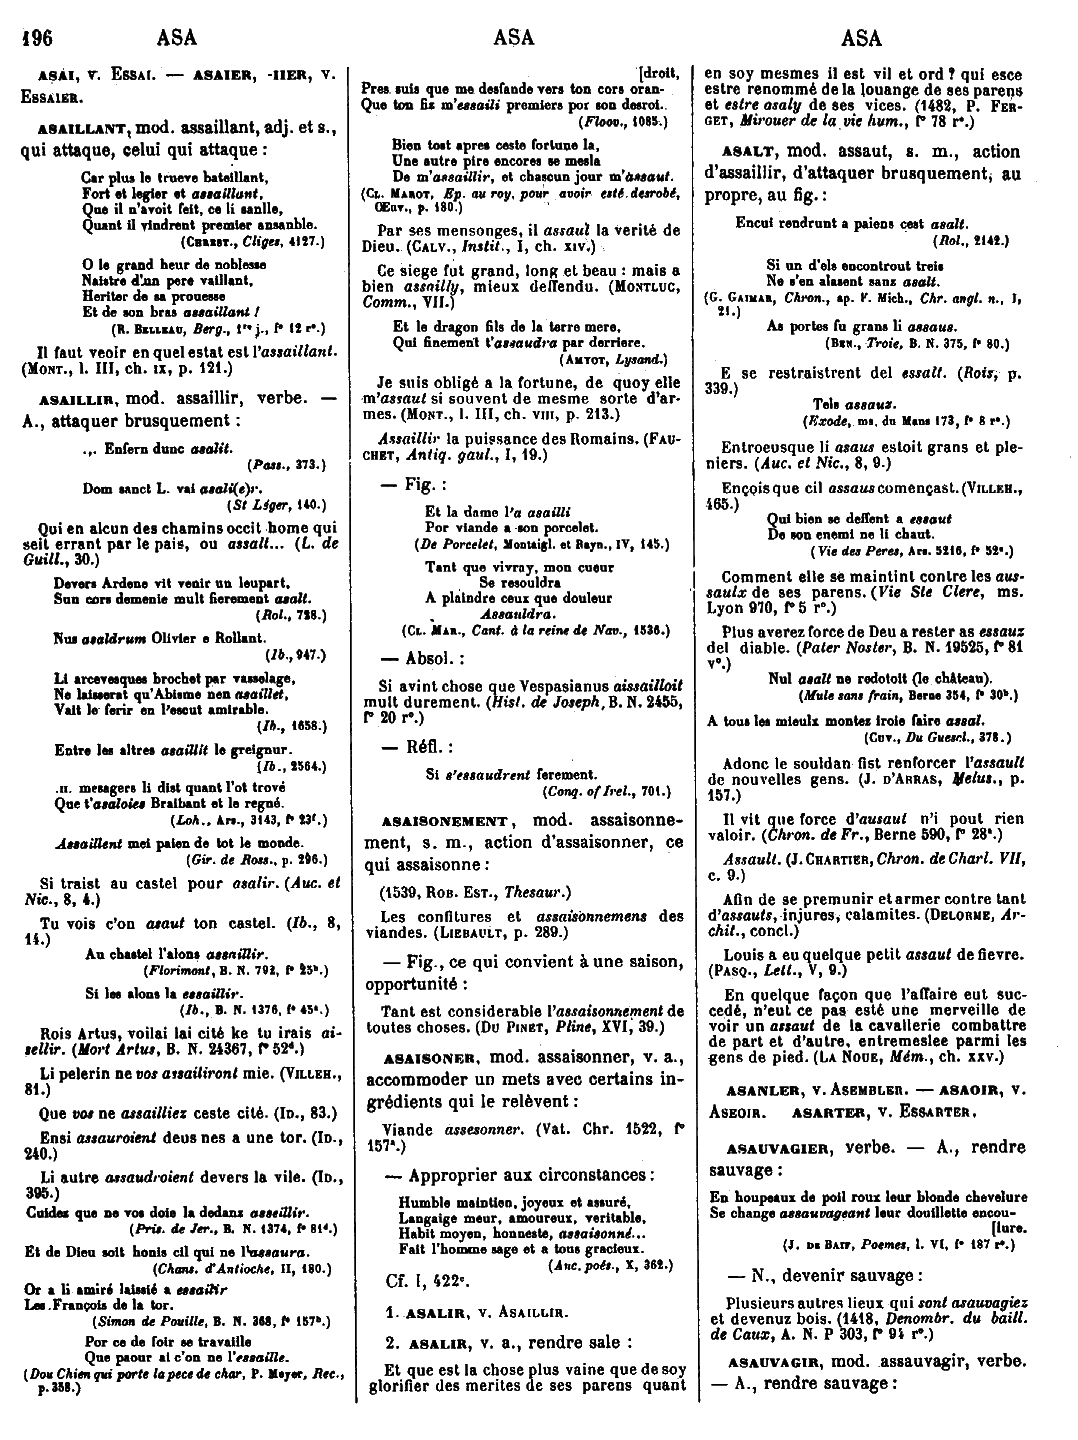 196 ASA ASA ASA
ASAI, V. ESSAI. — ASAIER, -IIER, V.
ESSAIER.
ASAILLANT, mod. assaillant, adj. et s.,
qui attaque, celui qui attaque :
Car plus le trueve bataillant,
Fort et legier et assaillant,
Que il n'avoit feit, ce li sanlle,
Quant il vindrent premier ansanble.
(CHREST., Cliges, 4127.)
O le grand heur de noblesse
Naistre d'un pere vaillant,
Heriter de sa prouesse
Et de son bras assaillant !
(R. BELLEAU, Berg., 1re j., f° 12 r°.)
Il faut veoir en quel estat est l'assaillant.
(MONT., l. III, ch. IX, p. 121.)
ASAILLIR, mod. assaillir, verbe. —
A., attaquer brusquement :
... Enfern dunc asalit.
(Pass., 373.)
Dom sanct L. vai asali(e)r.
(St Léger, 140.)
Qui en alcun des chamins occit home qui
seit errant par le pais, ou assalt... (L. de
Guill., 30.)
Devers Ardene vit venir un leupart,
Sun cors demenie mult fierement asalt.
(Rol., 728.)
Nus asaldrum Olivier e Rollant.
(Ib., 947.)
Li arcevesques brochet par vasselage,
Ne laisserat qu'Abisme nen asaillet,
Vait le ferir en l'escut amirable.
(Ib., 1658.)
Entre les altres asaillit le greignur.
(Ib., 2564.)
.II. mesagers li dist quant l'ot trové
Que t'asaloies Braibant et le regné.
(Loh., Ars., 3143, f° 23f.)
Assaillent mei paien de tot le monde.
(Gir. de Ross., p. 296.)
Si traist au castel pour asalir. (Auc. et
Nic., 8, 4.)
Tu vois c'on asaut ton castel. (Ib., 8,
14.)
Au chastel l'alons assaillir.
(Florimont, B. N. 792, f° 25b.)
Si les alons la essaillir.
(Ib., B. N. 1376, f° 45a.)
Rois Artus, voilai lai cité ke tu irais ai-
sellir. (Mort Artus, B. N. 24367, f° 52d.)
Li pelerin ne vos assailiront mie. (VILLEH.,
81.)
Que vos ne assailliez ceste cité. (ID., 83.)
Ensi assauroient deus nes a une tor. (ID.,
240.)
Li autre assaudroient devers la vile. (ID.,
395.)
Cuides que ne vos dois la dedans asseillir.
(Pris. de Jer., B. N. 1374, f° 81d.)
Et de Dieu soit honis cil qui ne l'assaura.
(Chans. d'Antioche, II, 180.)
Or a li amiré laissié a essaillir
Les François de la tor.
(Simon de Pouille, B. N. 368, f° 157b.)
Por ce de foir se travaille
Que paour al c'on ne l'essaille.
(Dou Chien qui porte la pece de char, P. Meyer, Rec.,
p. 358.)
[droit,
Pres suis que me desfande vers ton cors oran-
Que ton fix m'essaili premiers por son desroi.
(Floov., 1085.)
Bien tost apres ceste fortune la,
Une autre pire encores se mesla
De m'assaillir, et chascun jour m'assaut.
(CL. MAROT, Ep. au roy, pour avoir esté desrobé,
Œuv., p. 180.)
Par ses mensonges, il assaul la verité de
Dieu. (CALV., Instit., I, ch. XIV.)
Ce siege fut grand, long et beau : mais a
bien assailly, mieux deffendu. (MONTLUC,
Comm., VII.)
Et le dragon fils de la terre mere,
Qui finement t'assaudra par derriere.
(AMYOT, Lysand.)
Je suis obligé a la fortune, de quoy elle
m'assaut si souvent de mesme sorte d'ar-
mes. (MONT., l. III, ch. VIII, p. 213.)
Assaillir la puissance des Romains. (FAU-
CHET, Antiq. gaul., I, 19.)
— Fig. :
Et la dame l'a asailli
Por viande a son porcelet.
(De Porcelet, Montaigl. et Rayn., IV, 145.)
Tant que vivray, mon cueur
Se resouldra
A plaindre ceux que douleur
Assauldra.
(CL. MAR., Cant. à la reine de Nav., 1536.)
— Absol. :
Si avint chose que Vespasianus aissailloit
mult durement. (Hist. de Joseph, B. N. 2455,
f° 20 r°.)
— Réfl. :
Si s'essaudrent ferement.
(Conq. of Irel., 701.)
ASAISONEMENT, mod. assaisonne-
ment, s. m., action d'assaisonner, ce
qui assaisonne :
(1539, ROB. EST., Thesaur.)
Les confitures et assaisonnemens des
viandes. (LIEBAULT, p. 289.)
— Fig., ce qui convient à une saison,
opportunité :
Tant est considerable l'assaisonnement de
toutes choses. (DU PINET, Pline, XVI, 39.)
ASAISONER, mod. assaisonner, v. a.,
accommoder un mets avec certains in-
grédients qui le relèvent :
Viande assesonner. (Vat. Chr. 1522, f°
157a.)
— Approprier aux circonstances :
Humble maintien, joyeux et assuré,
Langaige meur, amoureux, veritable,
Habit moyen, honneste, assaisonné...
Fait l'homme sage et a tous gracieux.
(Anc. poés., X, 362.)
Cf. I, 422c.
1. ASALIR, V. ASAILLIR.
2. ASALIR, v. a., rendre sale :
Et que est la chose plus vaine que de soy
glorifier des merites de ses parens quant
en soy mesmes il est vil et ord ? qui esce
estre renommé de la louange de ses parens
et estre asaly de ses vices. (1482, P. FER-
GET, Mirouer de la vie hum., f° 78 r°.)
ASALT, mod. assaut, s. m., action
d'assaillir, d'attaquer brusquement, au
propre, au fig. :
Encui rendrunt a paiens cest asalt.
(Rol., 2142.)
Si un d'els encontrout treis
Ne s'en alasent sanz asalt.
(G. GAIMAR, Chron., ap. F. Mich., Chr. angl. n., I,
21.)
As portes fu grans li assaus.
(BEN., Troie, B. N. 375, f° 80.)
E se restraistrent del essalt. (Rois, p.
339.)
Tels assaux.
(Exode, ms. du Mans 173, f° 8 r°.)
Entroeusque li asaus estoit grans et ple-
niers. (Auc. et Nic., 8, 9.)
Ençois que cil assaus començast. (VILLEH.,
465.)
Qui bien se deffent a essaut
De son enemi ne li chaut.
(Vie des Peres, Ars. 5216, f° 52c.)
Comment elle se maintint contre les aus-
saulx de ses parens. (Vie Ste Clere, ms.
Lyon 970, f° 5 r°.)
Plus averez force de Deu a rester as essauz
del diable. (Pater Noster, B. N. 19525, f° 81
v°.)
Nul asalt ne redotoit (le château).
(Mule sans frain, Berne 354, f° 30b.)
A tous les mieulx montez iroie faire assal.
(CUV., Du Guescl., 378.)
Adonc le souldan fist renforcer l'assault
de nouvelles gens. (J. D'ARRAS, Melus., p.
157.)
Il vit que force d'ausaut n'i pout rien
valoir. (Chron. de Fr., Berne 590, f° 28a.)
Assault. (J. CHARTIER, Chron. de Charl. VII,
c. 9.)
Afin de se premunir et armer contre tant
d'assauts, injures, calamites. (DELORME, Ar-
chit., concl.)
Louis a eu quelque petit assaut de fievre.
(PASQ., Lett., V, 9.)
En quelque façon que l'affaire eut suc-
cedé, n'eut ce pas esté une merveille de
voir un assaut de la cavallerie combattre
de part et d'autre, entremeslee parmi les
gens de pied. (LA NOUE, Mém., ch. XXV.)
ASANLER, V. ASEMBLER. — ASAOIR, V.
ASEOIR. ASARTER, V. ESSARTER.
ASAUVAGIER, verbe. — A., rendre
sauvage :
En houpeaux de poil roux leur blonde chevelure
Se change assauvageant leur douillette encou-
[lure.
(J. DE BAIF, Poemes, l. VI, f° 187 r°.)
— N., devenir sauvage :
Plusieurs autres lieux qui sont asauvagiez
et devenuz bois. (1418, Denombr. du baill.
de Caux, A. N. P 303, f° 94 r°.)
ASAUVAGIR, mod. assauvagir, verbe.
— A., rendre sauvage :